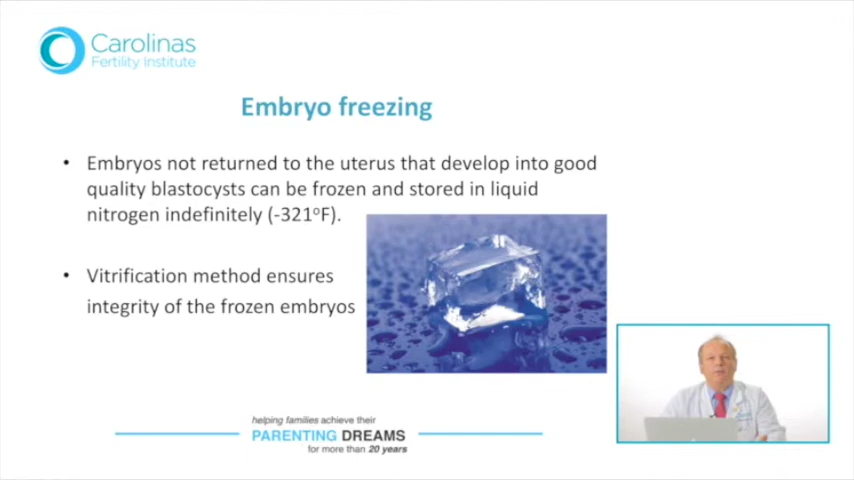 Carolinas
Fertility Institute
Embryo freezing
• Embryos not returned to the uterus that develop into good
quality blastocysts can be frozen and stored in liquid
nitrogen indefinitely (-321ºF).
• Vitrification method ensures
integrity of the frozen embryos
helping families achieve their
PARENTING DREAMS
for more than 20 years